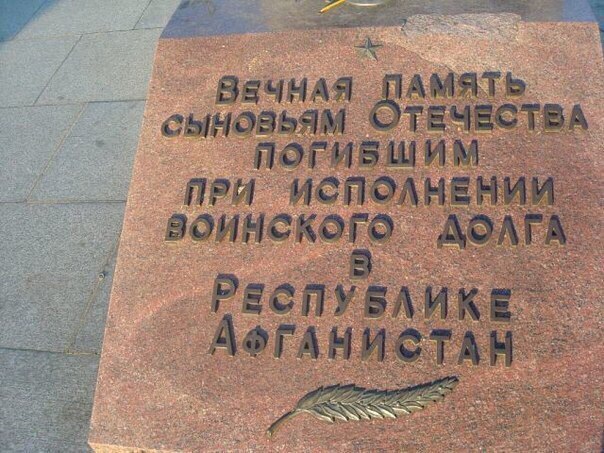 Вечная память
сыновьям Отечества
погибшим
при исполнении
воинского долга
в
Республике
Афганистан